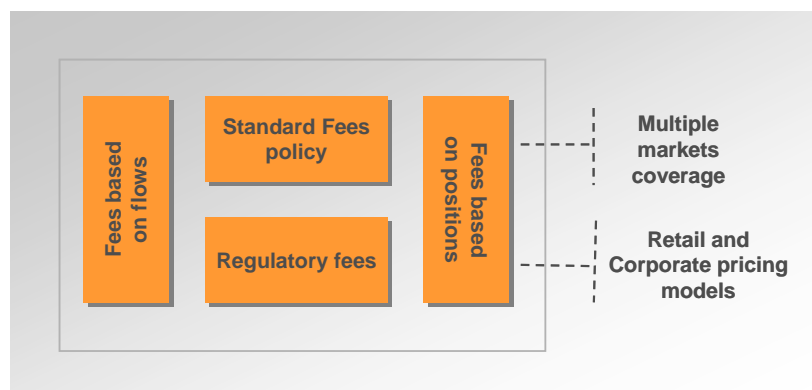 Fees based
on flows
Standard Fees
policy
Regulatory fees
Fees based
on positions
Multiple
markets
coverage
Retail and
Corporate pricing
models